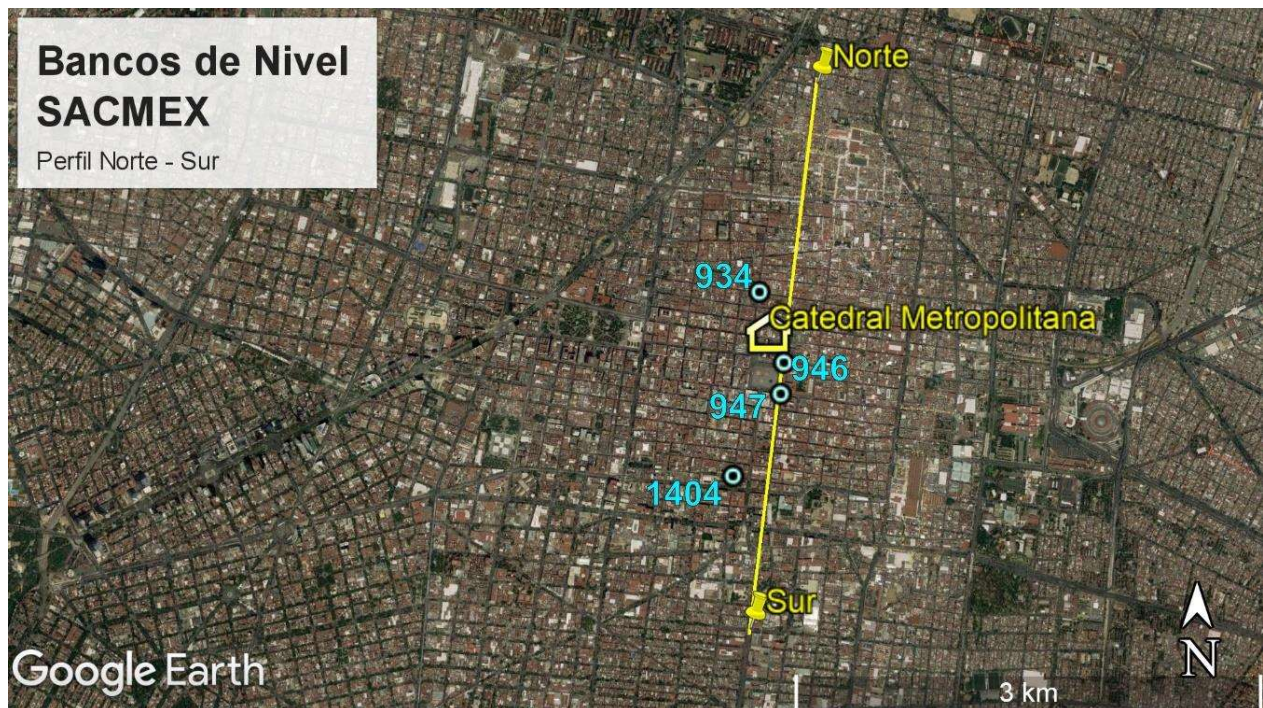 Bancos de Nivel
SACMEX
Perfil Norte - Sur
Norte
934
Catedral Metropolitana
946
947
1404
Sur
Google Earth
N
3 km